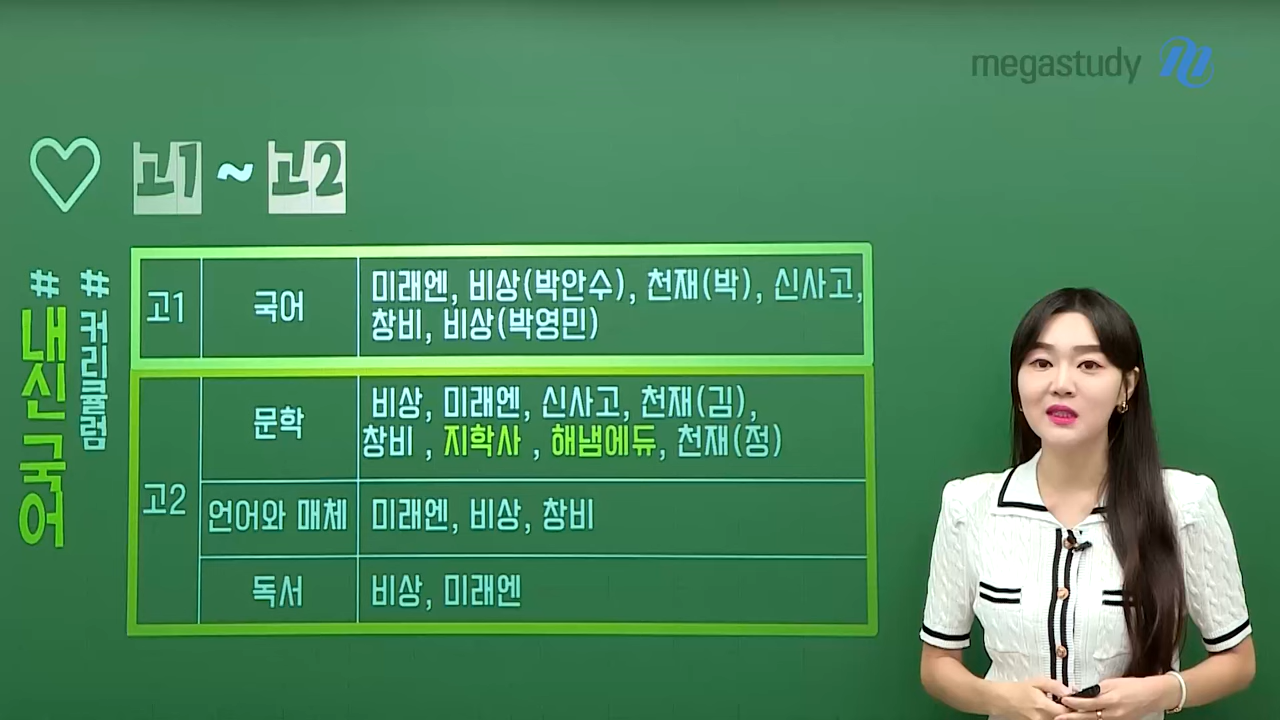 megastudy
고1 ~ 고2
#내신국어
#커리큘럼
고1
국어
미래엔, 비상(박안수), 천재(박), 신사고,
창비, 비상(박영민)
고2
문학
비상, 미래엔, 신사고, 천재(김),
창비 , 지학사 , 해냄에듀, 천재(정)
언어와 매체
미래엔, 비상, 창비
독서
비상, 미래엔